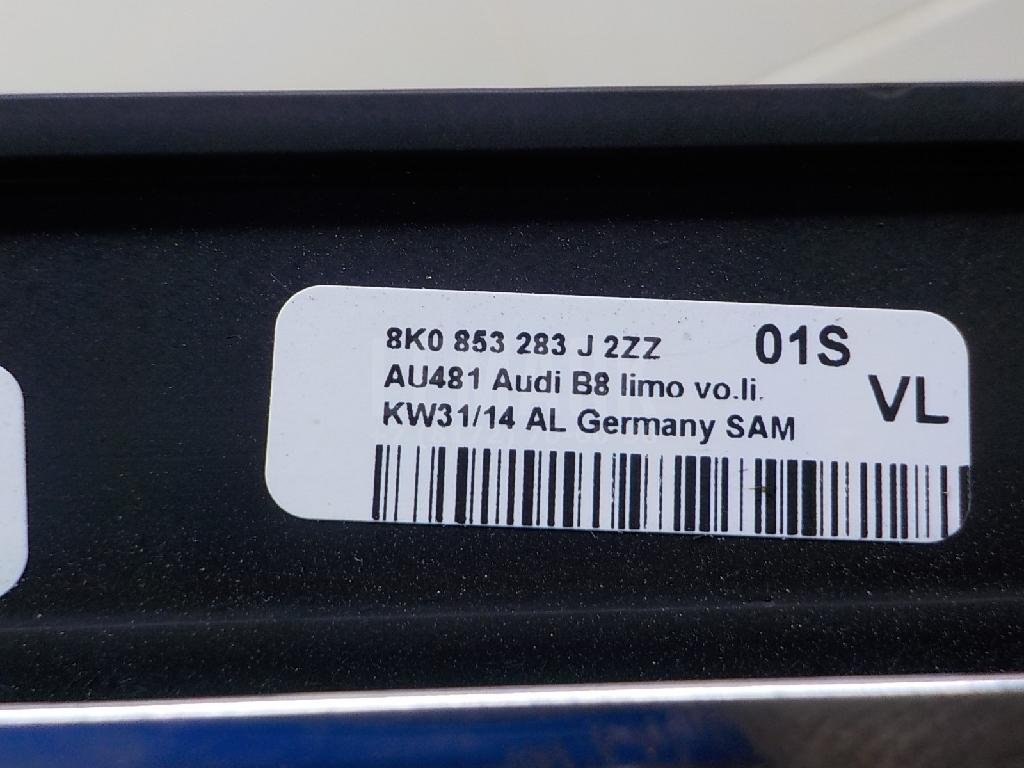 8K0 853 283 J 2ZZ 01S
AU481 Audi B8 limo vo.li. VL
KW31/14 AL Germany SAM